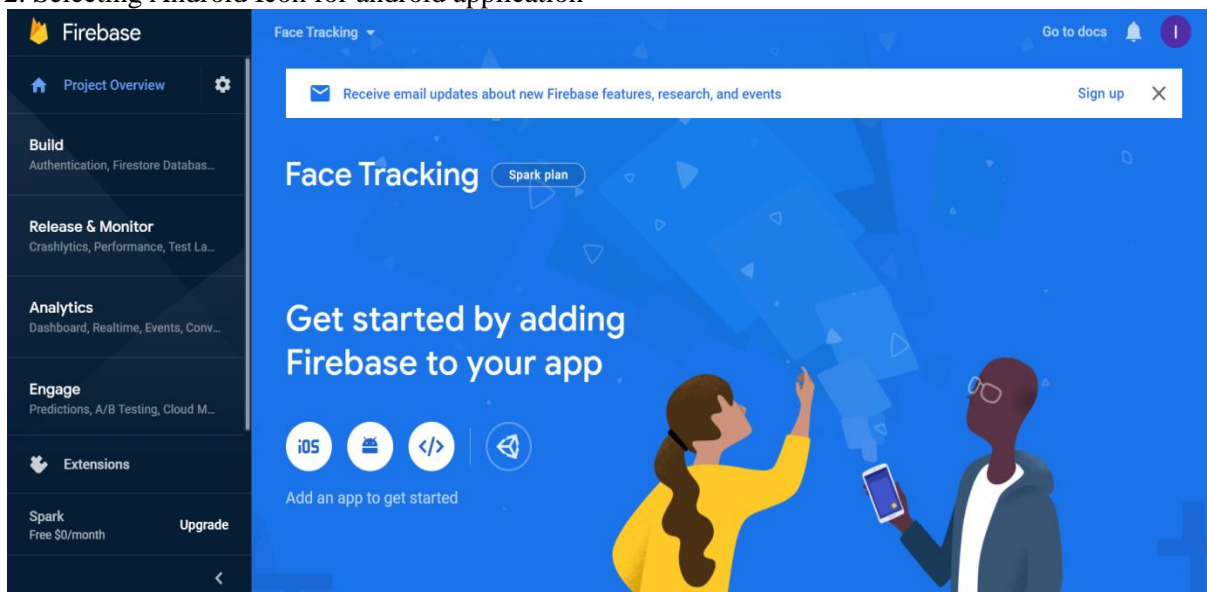 2. Selecting Android Icon for android application
Firebase
Face Tracking
Go to docs
I
Project Overview
Receive email updates about new Firebase features, research, and events
Sign up
Build
Authentication, Firestore Databas...
Face Tracking
Spark plan
Release & Monitor
Crashlytics, Performance, Test La...
Analytics
Dashboard, Realtime, Events, Conv...
Get started by adding
Firebase to your app
Engage
Predictions, A/B Testing, Cloud M...
iOS
</>
Extensions
Add an app to get started
Spark
Free $0/month
Upgrade